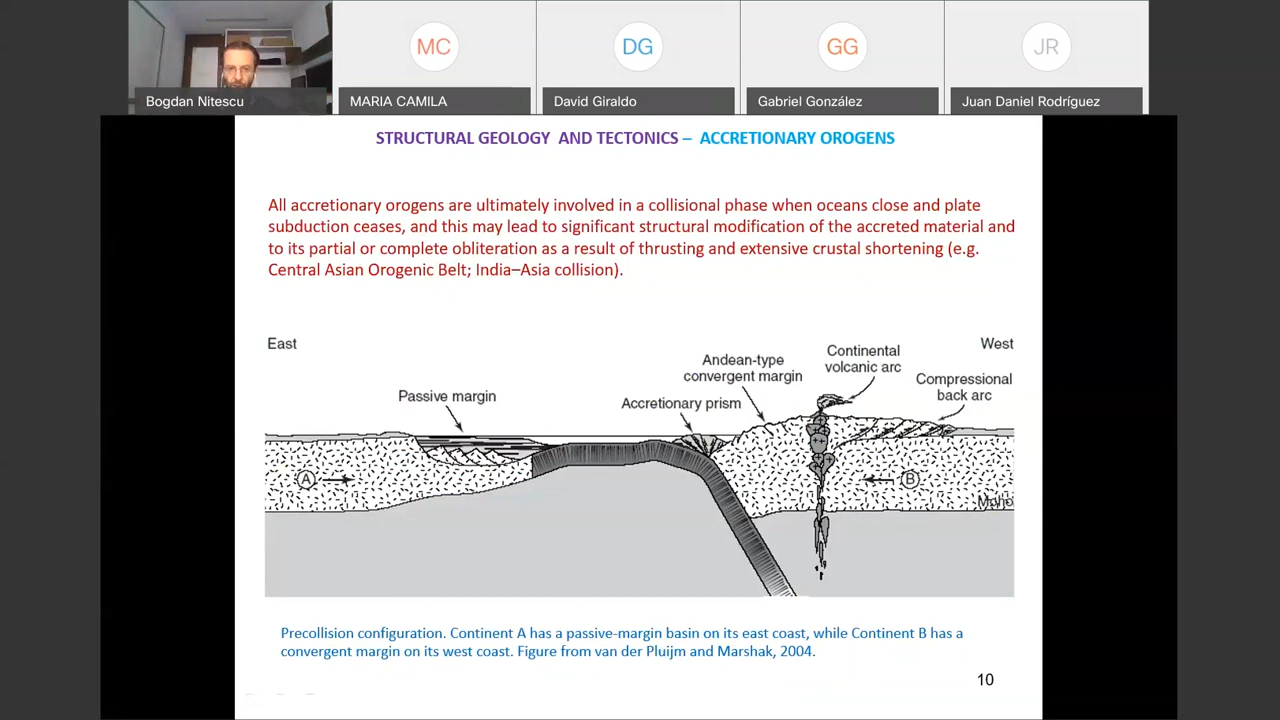 MC
DG
GG
JR
Bogdan Nitescu
MARIA CAMILA
David Giraldo
Gabriel González
Juan Daniel Rodríguez
STRUCTURAL GEOLOGY AND TECTONICS – ACCRETIONARY OROGENS
All accretionary orogens are ultimately involved in a collisional phase when oceans close and plate
subduction ceases, and this may lead to significant structural modification of the accreted material and
to its partial or complete obliteration as a result of thrusting and extensive crustal shortening (e.g.
Central Asian Orogenic Belt; India–Asia collision).
East
West
Passive margin
Accretionary prism
Andean-type
convergent margin
Continental
volcanic arc
Compressional
back arc
A
B
Moho
Precollision configuration. Continent A has a passive-margin basin on its east coast, while Continent B has a
convergent margin on its west coast. Figure from van der Pluijm and Marshak, 2004.
10